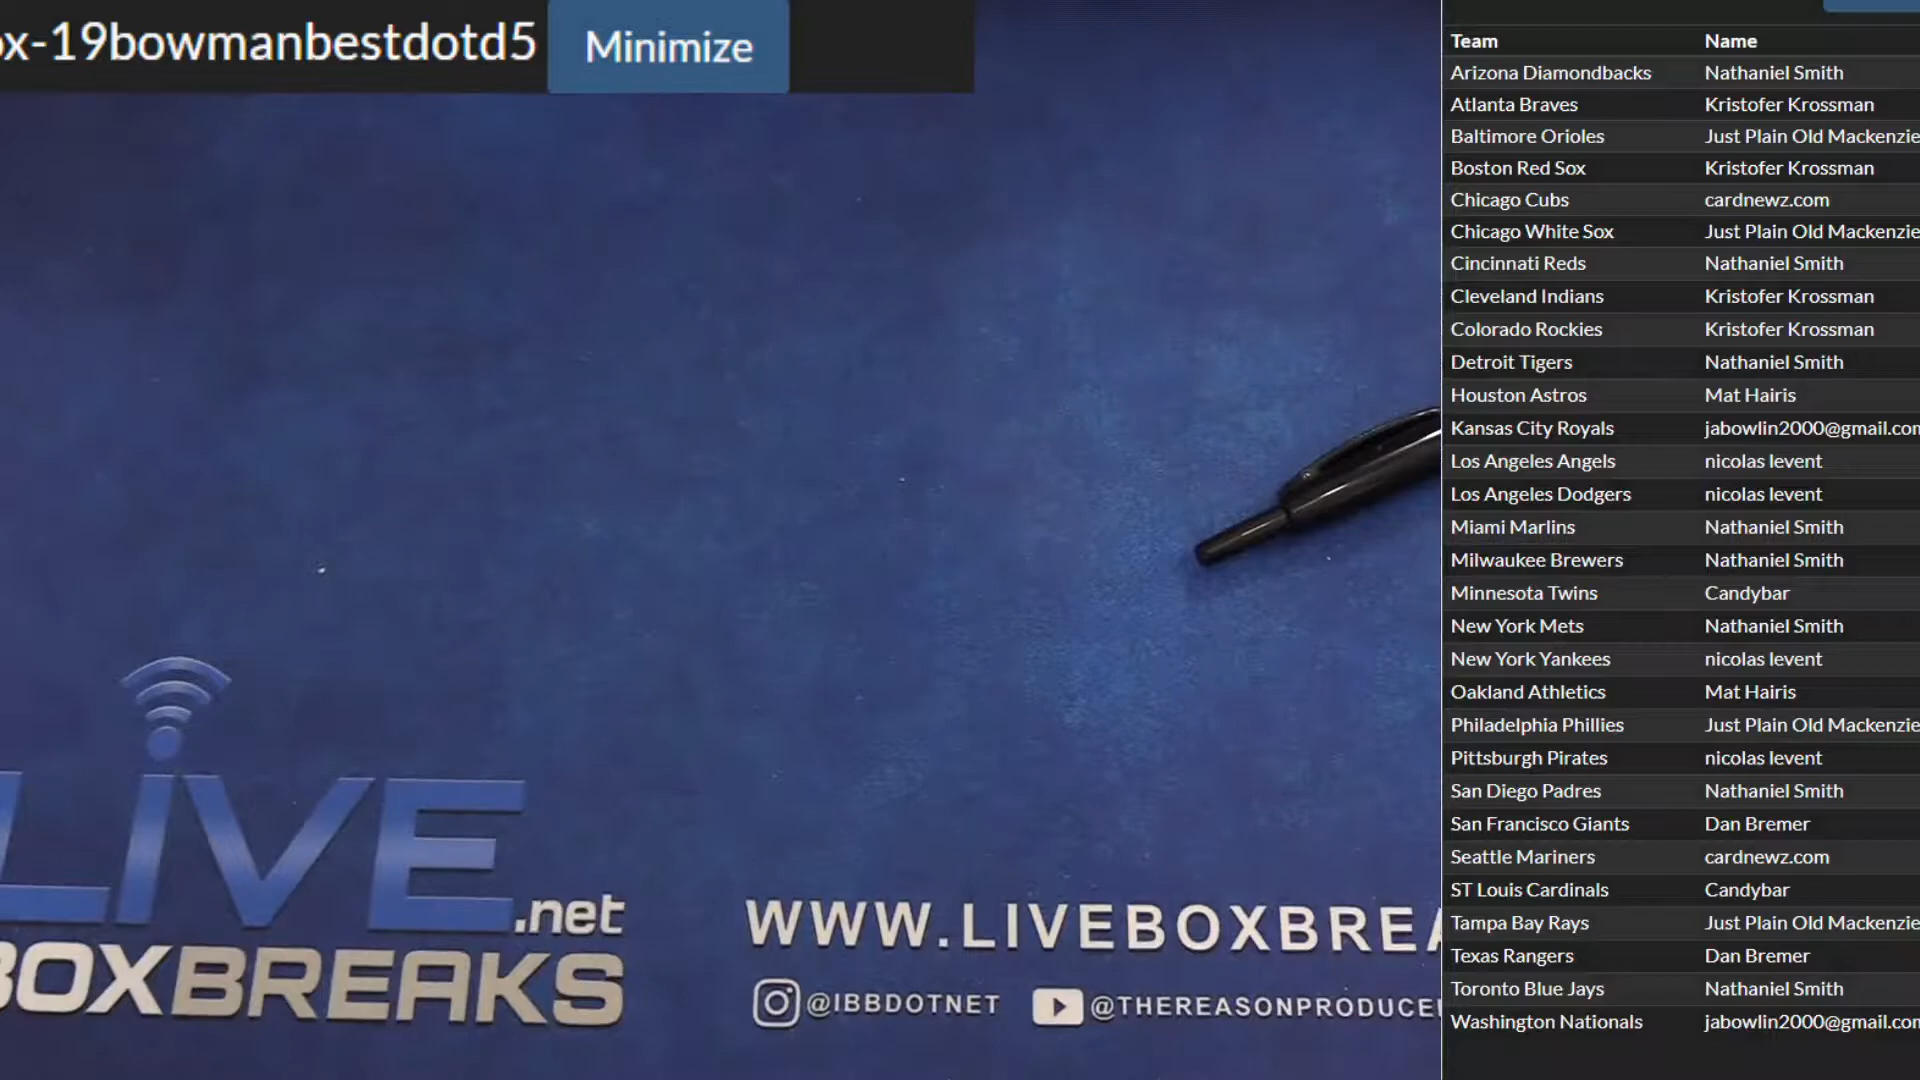 ox-19bowmanbestdotd5 Minimize
LIVE
.net
BOXBREAKS
WWW.LIVEBOXBREA
@IBBDOTNET @THEREASONPRODUCE
Team Name
Arizona Diamondbacks Nathaniel Smith
Atlanta Braves Kristofer Krossman
Baltimore Orioles Just Plain Old Mackenzie
Boston Red Sox Kristofer Krossman
Chicago Cubs cardnewz.com
Chicago White Sox Just Plain Old Mackenzie
Cincinnati Reds Nathaniel Smith
Cleveland Indians Kristofer Krossman
Colorado Rockies Kristofer Krossman
Detroit Tigers Nathaniel Smith
Houston Astros Mat Hairis
Kansas City Royals jabowlin2000@gmail.com
Los Angeles Angels nicolas levent
Los Angeles Dodgers nicolas levent
Miami Marlins Nathaniel Smith
Milwaukee Brewers Nathaniel Smith
Minnesota Twins Candybar
New York Mets Nathaniel Smith
New York Yankees nicolas levent
Oakland Athletics Mat Hairis
Philadelphia Phillies Just Plain Old Mackenzie
Pittsburgh Pirates nicolas levent
San Diego Padres Nathaniel Smith
San Francisco Giants Dan Bremer
Seattle Mariners cardnewz.com
ST Louis Cardinals Candybar
Tampa Bay Rays Just Plain Old Mackenzie
Texas Rangers Dan Bremer
Toronto Blue Jays Nathaniel Smith
Washington Nationals jabowlin2000@gmail.com